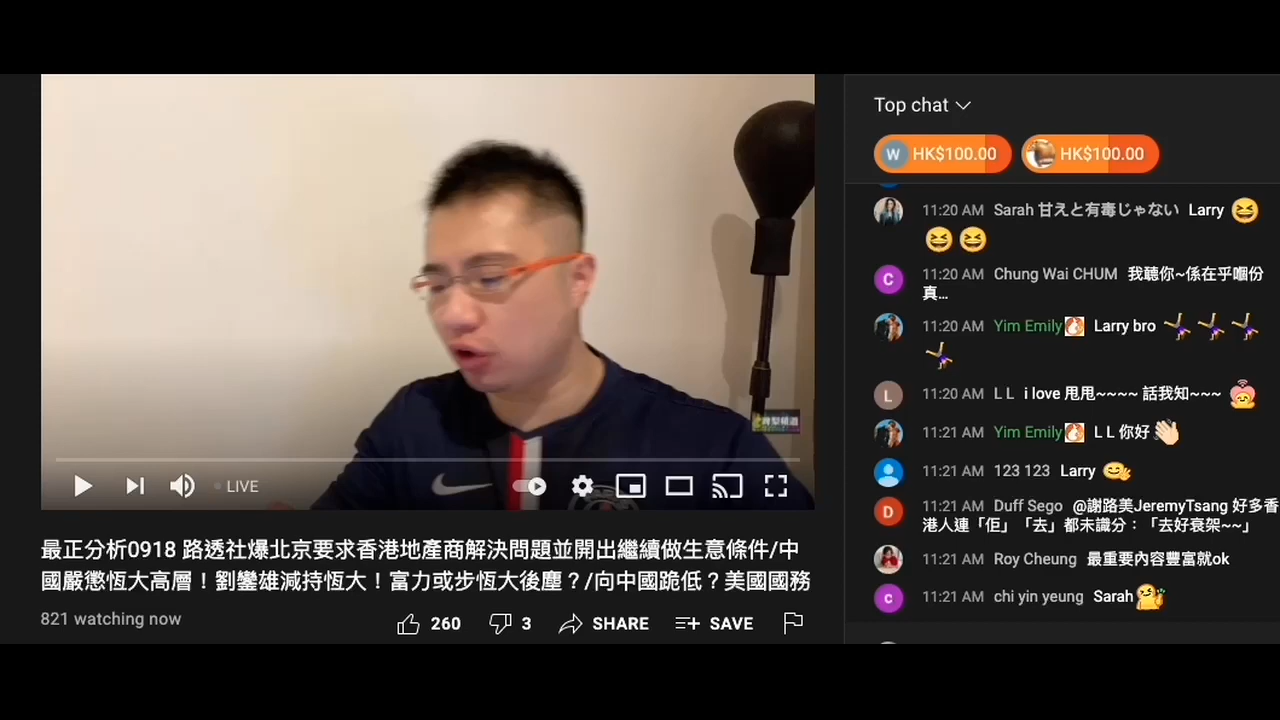 Top chat
W HK$100.00 HK$100.00
11:20 AM Sarah 甘えと有毒じゃない Larry
11:20 AM Chung Wai CHUM 我聽你~係在乎嗰份
真...
11:20 AM Yim Emily Larry bro
11:20 AM L L i love 甩甩~~~~ 話我知~~~
11:21 AM Yim Emily L L 你好
11:21 AM 123 123 Larry
11:21 AM Duff Sego @謝路美JeremyTsang 好多香
港人連「佢」「去」都未識分：「去好衰架~~」
11:21 AM Roy Cheung 最重要內容豐富就ok
11:21 AM chi yin yeung Sarah
LIVE
最正分析0918 路透社爆北京要求香港地產商解決問題並開出繼續做生意條件/中
國嚴懲恆大高層！劉鑾雄減持恆大！富力或步恆大後塵？/向中國跪低？美國國務
821 watching now
260 3 SHARE SAVE